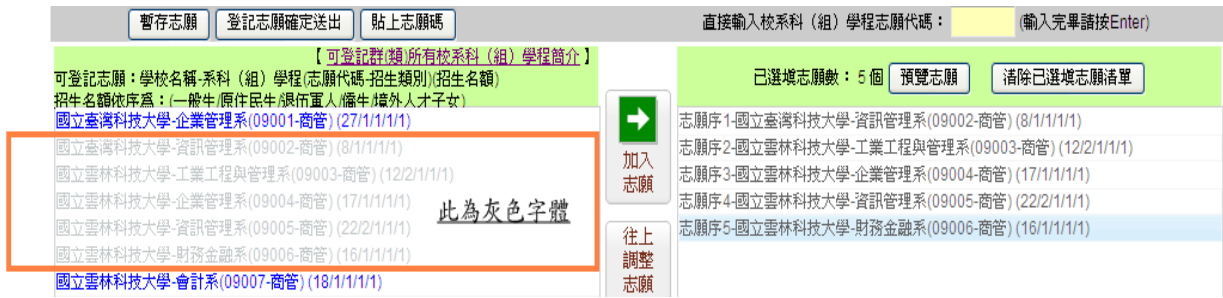 暫存志願 登記志願確定送出 貼上志願碼
直接輸入校系科（組）學程志願代碼： (輸入完畢請按Enter)
【 可登記群(類)所有校系科（組）學程簡介 】
可登記志願：學校名稱-系科（組）學程(志願代碼-招生類別)(招生名額)
招生名額依序為：(一般生/原住民生/退伍軍人/僑生/境外人才子女)
國立臺灣科技大學-企業管理系(09001-商管) (27/1/1/1/1)
國立臺灣科技大學-資訊管理系(09002-商管) (8/1/1/1/1)
國立雲林科技大學-工業工程與管理系(09003-商管) (12/2/1/1/1)
國立雲林科技大學-企業管理系(09004-商管) (17/1/1/1/1)
國立雲林科技大學-資訊管理系(09005-商管) (22/2/1/1/1)
國立雲林科技大學-財務金融系(09006-商管) (16/1/1/1/1)
此為灰色字體
國立雲林科技大學-會計系(09007-商管) (18/1/1/1/1)
加入
志願
往上
調整
志願
已選填志願數： 5 個 預覽志願 清除已選填志願清單
志願序1-國立臺灣科技大學-資訊管理系(09002-商管) (8/1/1/1/1)
志願序2-國立雲林科技大學-工業工程與管理系(09003-商管) (12/2/1/1/1)
志願序3-國立雲林科技大學-企業管理系(09004-商管) (17/1/1/1/1)
志願序4-國立雲林科技大學-資訊管理系(09005-商管) (22/2/1/1/1)
志願序5-國立雲林科技大學-財務金融系(09006-商管) (16/1/1/1/1)